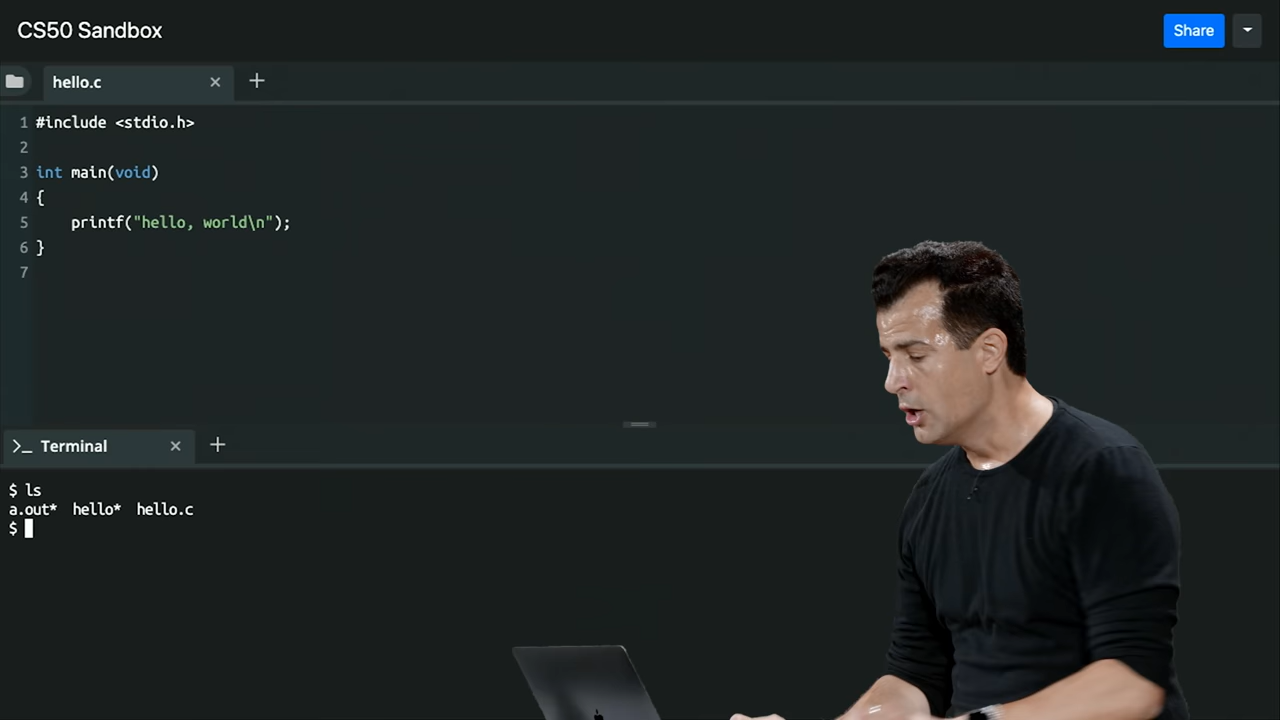 CS50 Sandbox
Share
hello.c
1 #include <stdio.h>
2
3 int main(void)
4 {
5     printf("hello, world\n");
6 }
7
>_ Terminal
$ ls
a.out*  hello*  hello.c
$